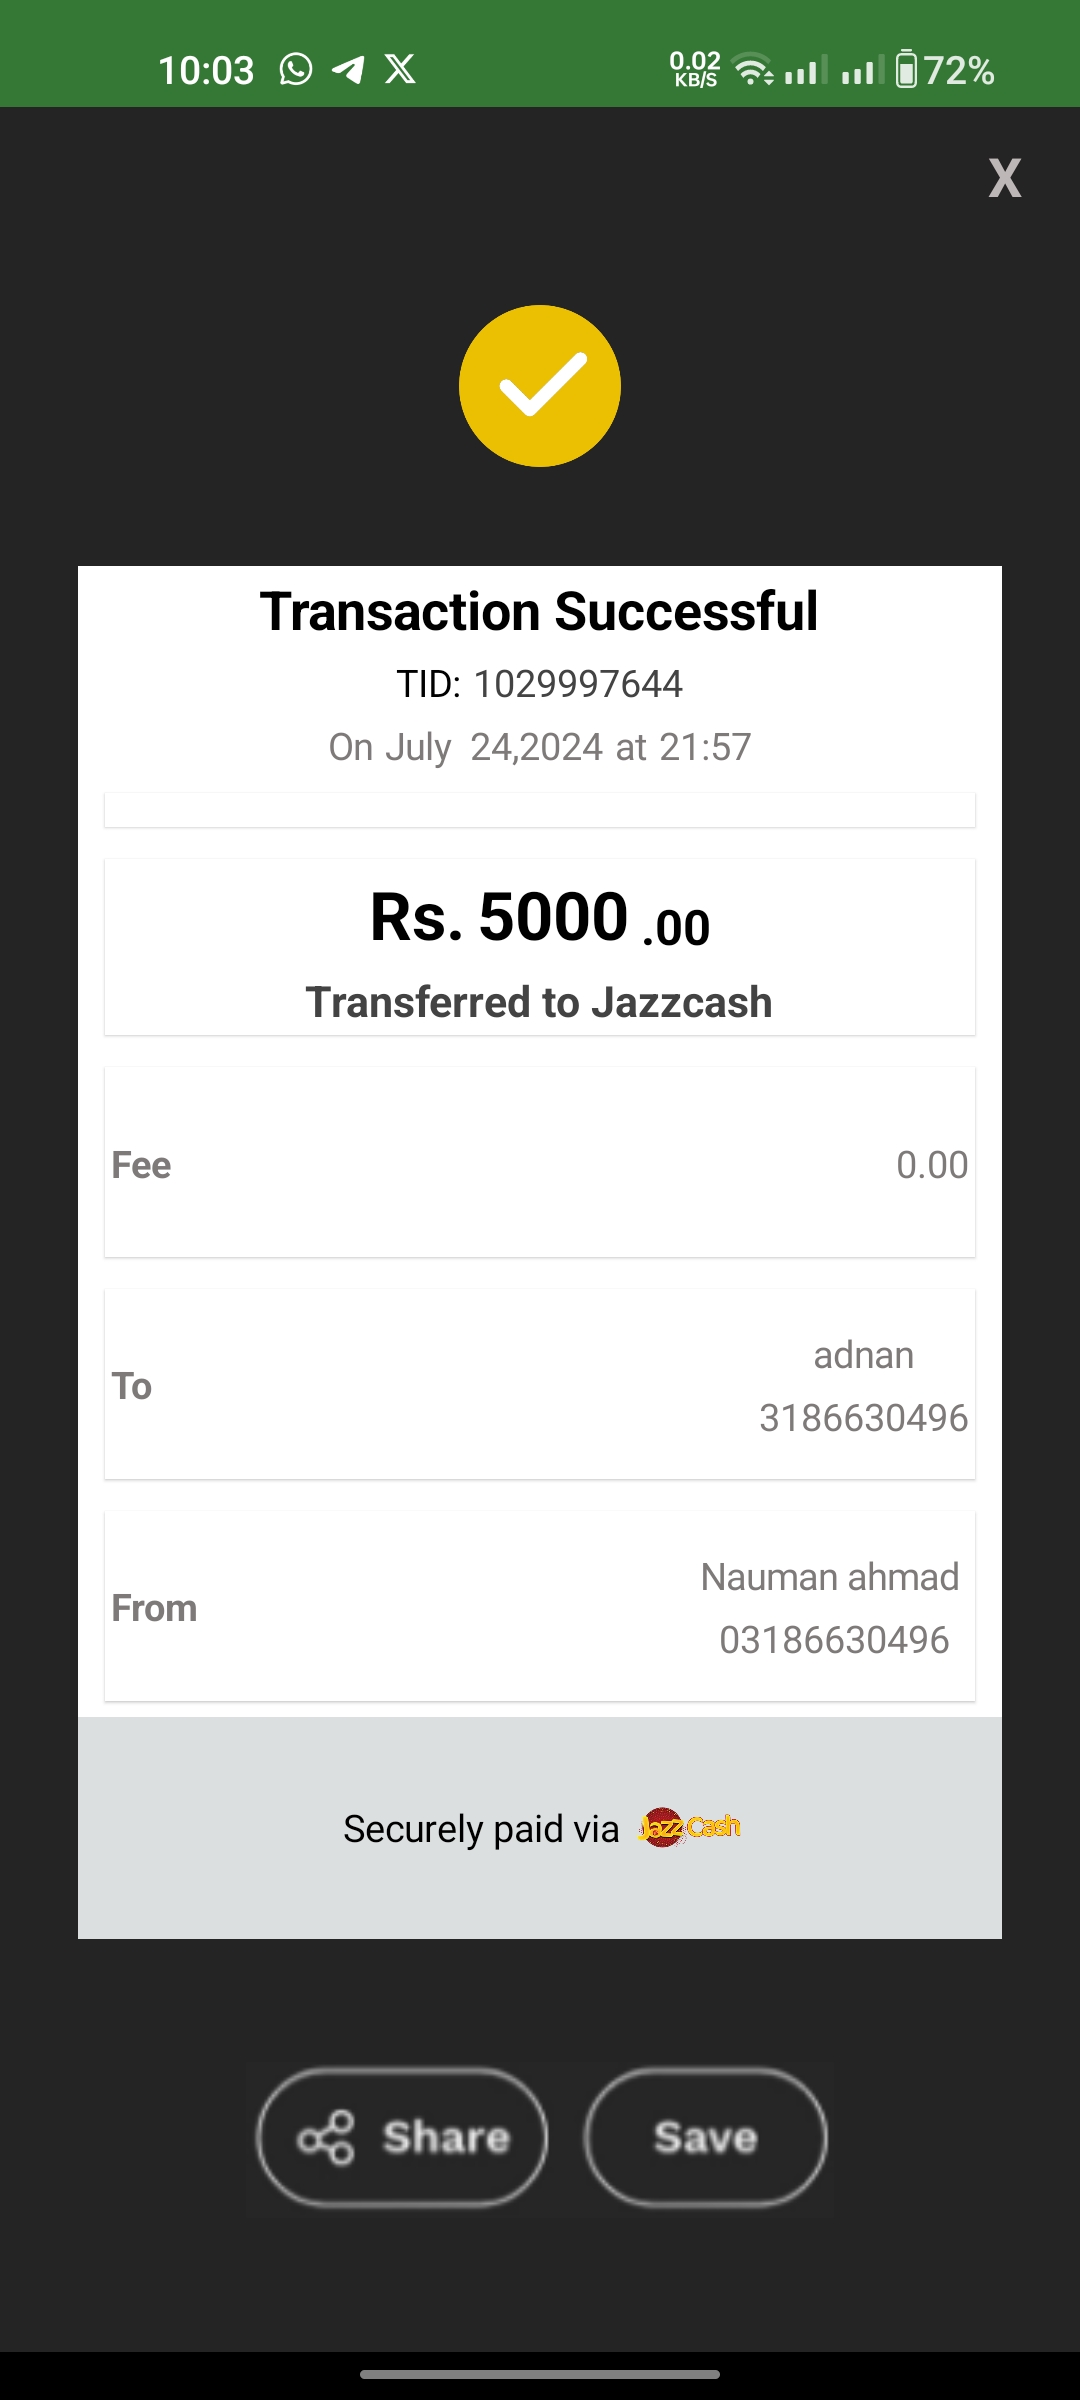 10:03 0.02 KB/S 72%
X
Transaction Successful
TID: 1029997644
On July 24,2024 at 21:57
Rs. 5000 .00
Transferred to Jazzcash
Fee 0.00
To adnan
3186630496
From Nauman ahmad
03186630496
Securely paid via JazzCash
Share Save